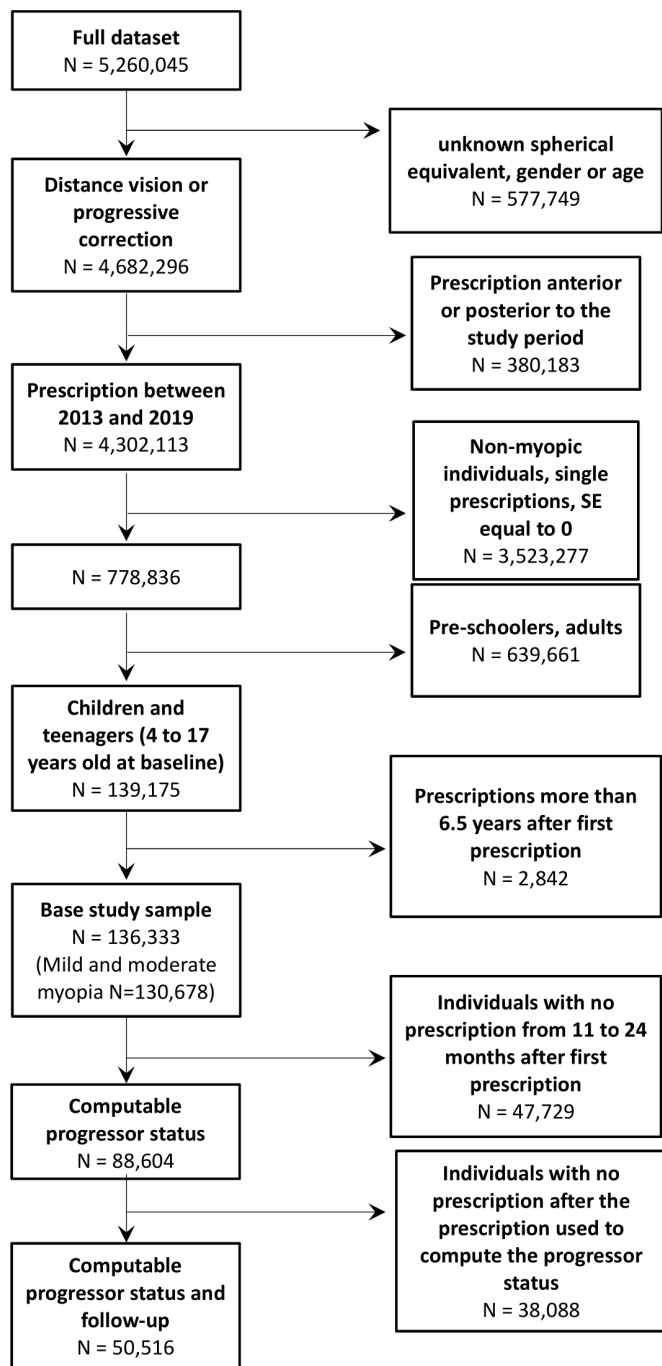 Full dataset
N = 5,260,045
unknown spherical
equivalent, gender or age
N = 577,749
Distance vision or
progressive
correction
N = 4,682,296
Prescription anterior
or posterior to the
study period
N = 380,183
Prescription between
2013 and 2019
N = 4,302,113
Non-myopic
individuals, single
prescriptions, SE
equal to 0
N = 3,523,277
N = 778,836
Pre-schoolers, adults
N = 639,661
Children and
teenagers (4 to 17
years old at baseline)
N = 139,175
Prescriptions more than
6.5 years after first
prescription
N = 2,842
Base study sample
N = 136,333
(Mild and moderate
myopia N=130,678)
Individuals with no
prescription from 11 to 24
months after first
prescription
N = 47,729
Computable
progressor status
N = 88,604
Individuals with no
prescription after the
prescription used to
compute the progressor
status
N = 38,088
Computable
progressor status and
follow-up
N = 50,516